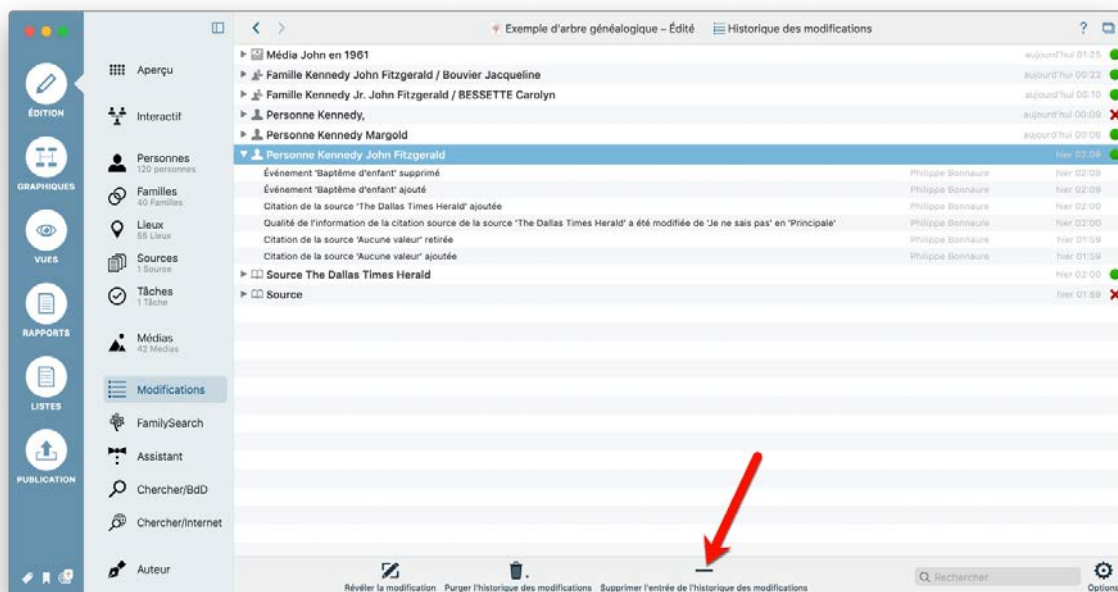 Exemple d'arbre généalogique – Édité
Historique des modifications
?
ÉDITION
GRAPHIQUES
VUES
RAPPORTS
LISTES
PUBLICATION
Aperçu
Interactif
Personnes
120 personnes
Familles
40 Familles
Lieux
55 Lieux
Sources
1 Source
Tâches
1 Tâche
Médias
42 Medias
Modifications
FamilySearch
Assistant
Chercher/BdD
Chercher/Internet
Auteur
Média John en 1961 aujourd'hui 01:25
Famille Kennedy John Fitzgerald / Bouvier Jacqueline aujourd'hui 00:22
Famille Kennedy Jr. John Fitzgerald / BESSETTE Carolyn aujourd'hui 00:10
Personne Kennedy, aujourd'hui 00:09
Personne Kennedy Margold aujourd'hui 00:06
Personne Kennedy John Fitzgerald hier 02:09
Événement 'Baptême d'enfant' supprimé Philippe Bonnaure hier 02:09
Événement 'Baptême d'enfant' ajouté Philippe Bonnaure hier 02:09
Citation de la source 'The Dallas Times Herald' ajoutée Philippe Bonnaure hier 02:00
Qualité de l'information de la citation source de la source 'The Dallas Times Herald' a été modifiée de 'Je ne sais pas' en 'Principale' Philippe Bonnaure hier 02:00
Citation de la source 'Aucune valeur' retirée Philippe Bonnaure hier 01:59
Citation de la source 'Aucune valeur' ajoutée Philippe Bonnaure hier 01:59
Source The Dallas Times Herald hier 02:00
Source hier 01:59
Révéler la modification
Purger l'historique des modifications
Supprimer l'entrée de l'historique des modifications
Rechercher
Options